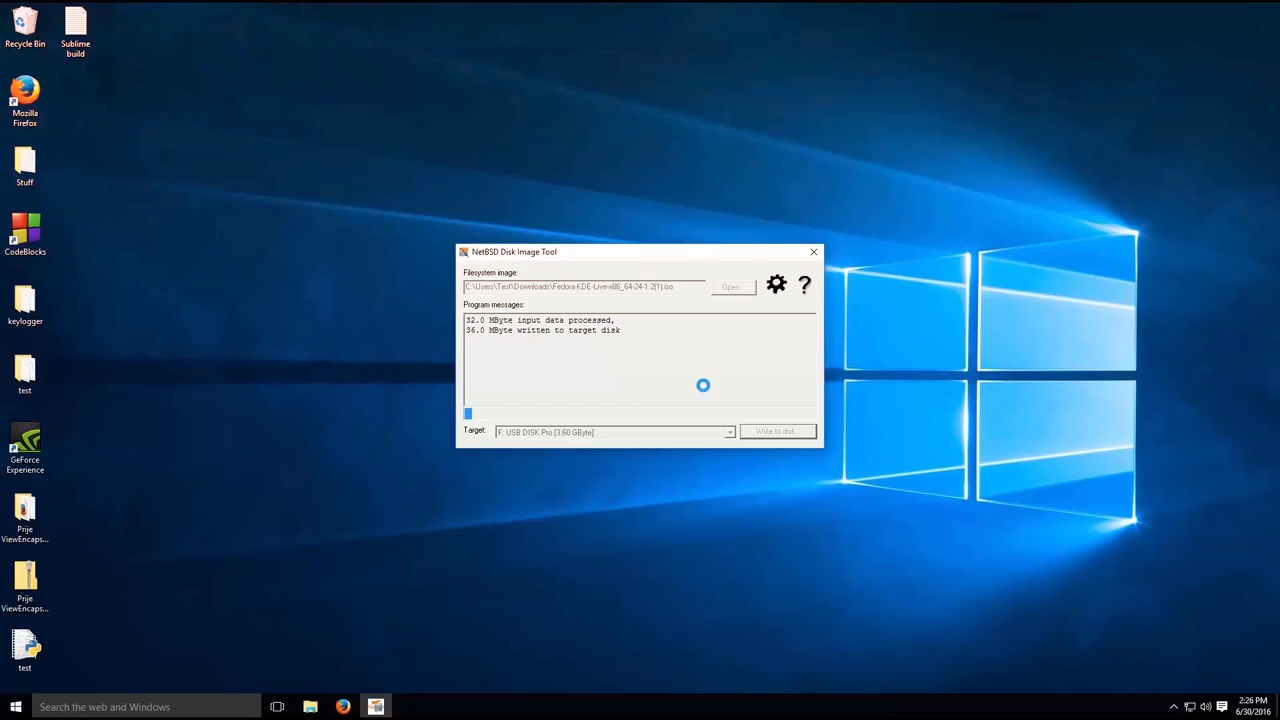 Recycle Bin
Sublime
build
Mozilla
Firefox
Stuff
CodeBlocks
keylogger
test
GeForce
Experience
Prije
ViewEncaps...
Prije
ViewEncaps...
test
NetBSD Disk Image Tool
Filesystem image:
C:\Users\Test\Downloads\Fedora-KDE-Live-x86_64-24-1.2(1).iso
Open...
?
Program messages:
32.0 MByte input data processed,
36.0 MByte written to target disk
Target:
F: USB DISK Pro [3.60 GByte]
Write to disk...
Search the web and Windows
2:26 PM
6/30/2016